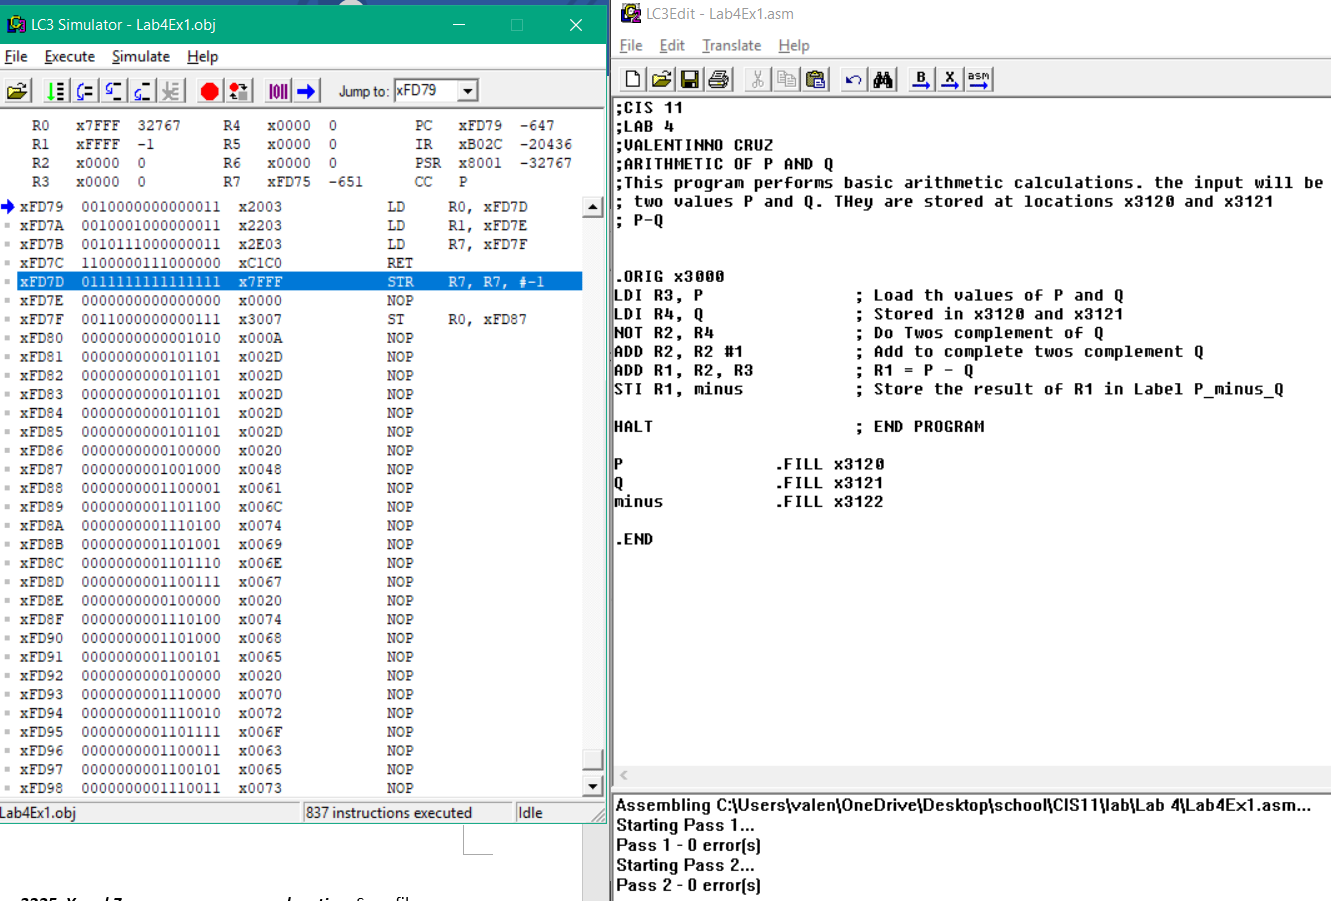 LC3 Simulator - Lab4Ex1.obj
File Execute Simulate Help
Jump to: xFD79
R0 x7FFF 32767 R4 x0000 0 PC xFD79 -647
R1 xFFFF -1 R5 x0000 0 IR xB02C -20436
R2 x0000 0 R6 x0000 0 PSR x8001 -32767
R3 x0000 0 R7 xFD75 -651 CC P
xFD79 0010000000000011 x2003 LD R0, xFD7D
xFD7A 0010001000000011 x2203 LD R1, xFD7E
xFD7B 0010111000000011 x2E03 LD R7, xFD7F
xFD7C 1100000111000000 xC1C0 RET
xFD7D 0111111111111111 x7FFF STR R7, R7, #-1
xFD7E 0000000000000000 x0000 NOP
xFD7F 0011000000000111 x3007 ST R0, xFD87
xFD80 0000000000001010 x000A NOP
xFD81 0000000000101101 x002D NOP
xFD82 0000000000101101 x002D NOP
xFD83 0000000000101101 x002D NOP
xFD84 0000000000101101 x002D NOP
xFD85 0000000000101101 x002D NOP
xFD86 0000000000100000 x0020 NOP
xFD87 0000000001001000 x0048 NOP
xFD88 0000000001100001 x0061 NOP
xFD89 0000000001101100 x006C NOP
xFD8A 0000000001110100 x0074 NOP
xFD8B 0000000001101001 x0069 NOP
xFD8C 0000000001101110 x006E NOP
xFD8D 0000000001100111 x0067 NOP
xFD8E 0000000000100000 x0020 NOP
xFD8F 0000000001110100 x0074 NOP
xFD90 0000000001101000 x0068 NOP
xFD91 0000000001100101 x0065 NOP
xFD92 0000000000100000 x0020 NOP
xFD93 0000000001110000 x0070 NOP
xFD94 0000000001110010 x0072 NOP
xFD95 0000000001101111 x006F NOP
xFD96 0000000001100011 x0063 NOP
xFD97 0000000001100101 x0065 NOP
xFD98 0000000001110011 x0073 NOP
Lab4Ex1.obj 837 instructions executed Idle
LC3Edit - Lab4Ex1.asm
File Edit Translate Help
B X asm
;CIS 11
;LAB 4
;VALENTINNO CRUZ
;ARITHMETIC OF P AND Q
;This program performs basic arithmetic calculations. the input will be
; two values P and Q. THey are stored at locations x3120 and x3121
; P-Q
.ORIG x3000
LDI R3, P ; Load th values of P and Q
LDI R4, Q ; Stored in x3120 and x3121
NOT R2, R4 ; Do Twos complement of Q
ADD R2, R2 #1 ; Add to complete twos complement Q
ADD R1, R2, R3 ; R1 = P - Q
STI R1, minus ; Store the result of R1 in Label P_minus_Q
HALT ; END PROGRAM
P .FILL x3120
Q .FILL x3121
minus .FILL x3122
.END
Assembling C:\Users\valen\OneDrive\Desktop\school\CIS11\lab\Lab 4\Lab4Ex1.asm...
Starting Pass 1...
Pass 1 - 0 error(s)
Starting Pass 2...
Pass 2 - 0 error(s)